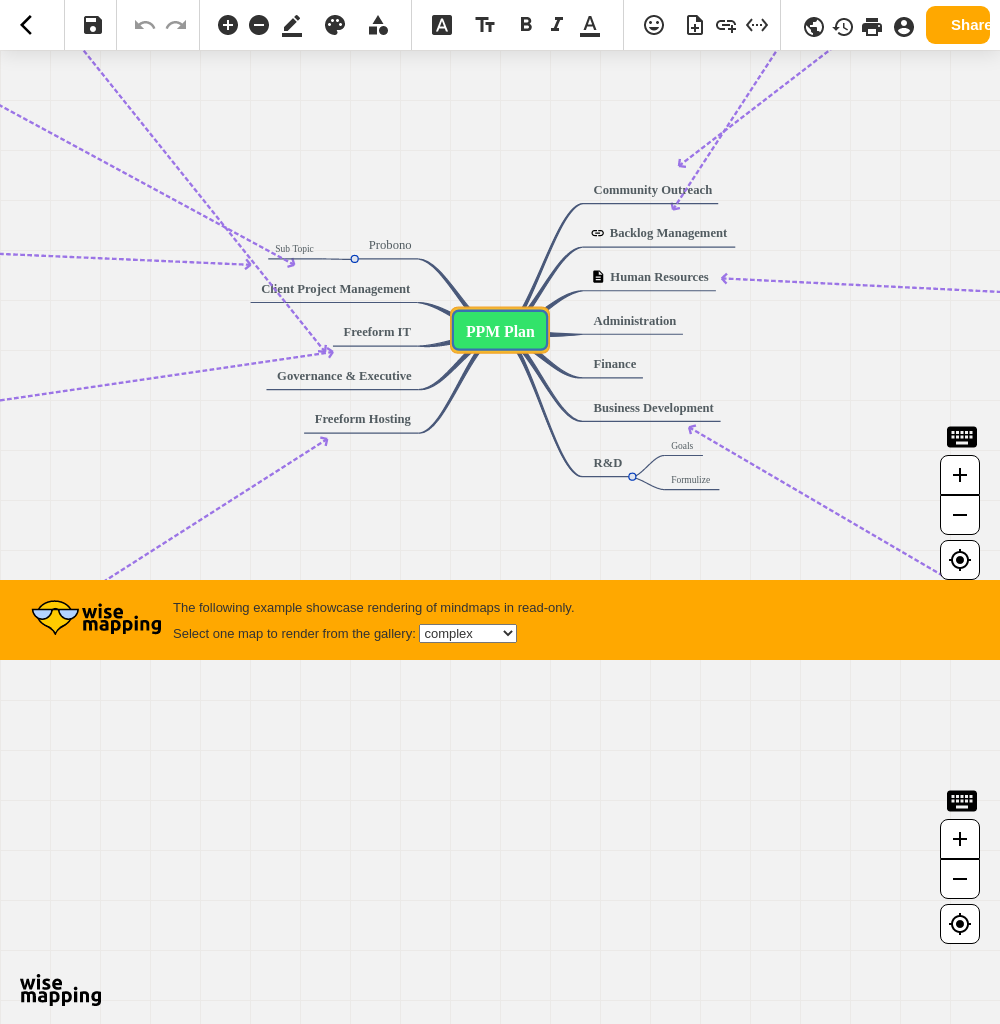 Share
Community Outreach
Sub Topic
Probono
Backlog Management
Client Project Management
Human Resources
Freeform IT
PPM Plan
Administration
Governance & Executive
Finance
Freeform Hosting
Business Development
R&D
Goals
Formulize
wise
mapping
The following example showcase rendering of mindmaps in read-only.
Select one map to render from the gallery: complex
wise
mapping